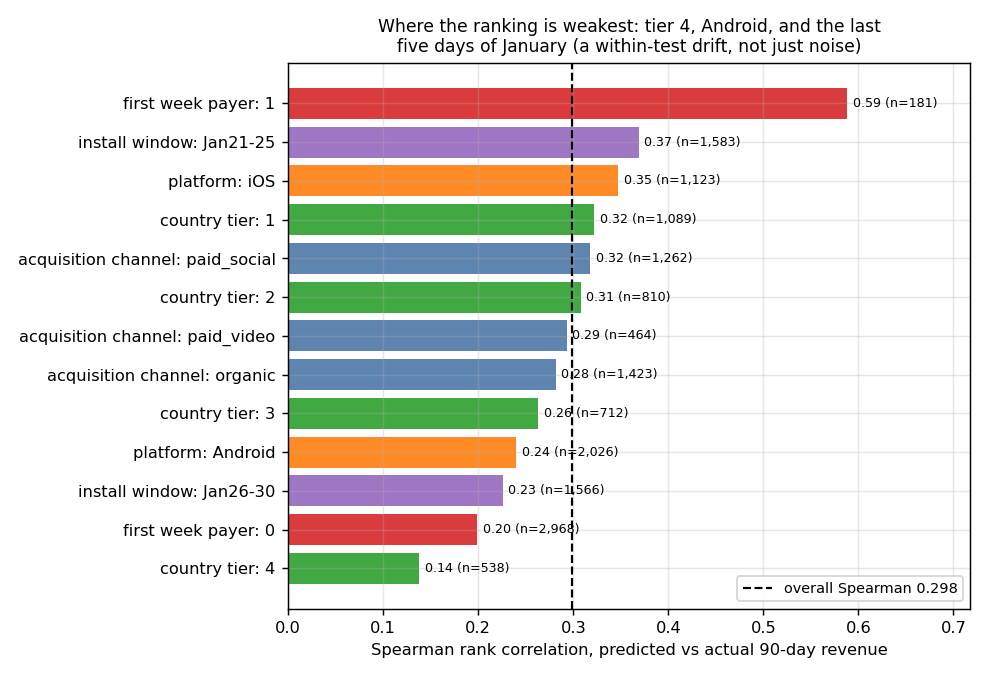 Where the ranking is weakest: tier 4, Android, and the last
five days of January (a within-test drift, not just noise)
first week payer: 1
0.59 (n=181)
install window: Jan21-25
0.37 (n=1,583)
platform: iOS
0.35 (n=1,123)
country tier: 1
0.32 (n=1,089)
acquisition channel: paid_social
0.32 (n=1,262)
country tier: 2
0.31 (n=810)
acquisition channel: paid_video
0.29 (n=464)
acquisition channel: organic
0.28 (n=1,423)
country tier: 3
0.26 (n=712)
platform: Android
0.24 (n=2,026)
install window: Jan26-30
0.23 (n=1,566)
first week payer: 0
0.20 (n=2,968)
country tier: 4
0.14 (n=538)
overall Spearman 0.298
0.0 0.1 0.2 0.3 0.4 0.5 0.6 0.7
Spearman rank correlation, predicted vs actual 90-day revenue